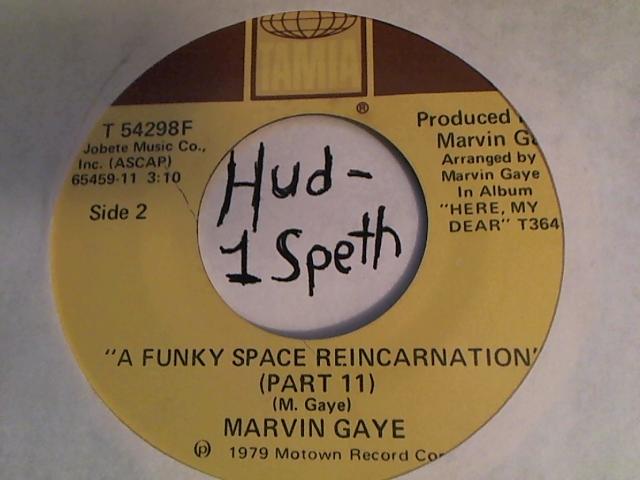 TAMLA
®
T 54298F
Jobete Music Co.,
Inc. (ASCAP)
65459-11 3:10
Side 2
Produced
Marvin G
Arranged by
Marvin Gaye
In Album
"HERE, MY
DEAR" T364
Hud-
1 Speth
"A FUNKY SPACE REINCARNATION"
(PART 11)
(M. Gaye)
MARVIN GAYE
℗ 1979 Motown Record Cor